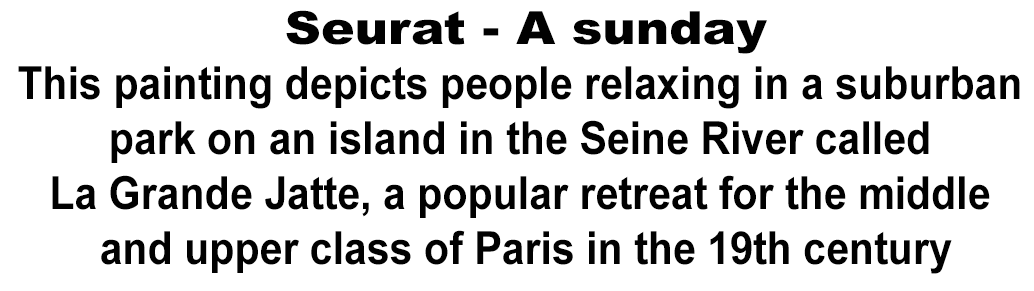 Seurat - A sunday
This painting depicts people relaxing in a suburban
park on an island in the Seine River called
La Grande Jatte, a popular retreat for the middle
and upper class of Paris in the 19th century